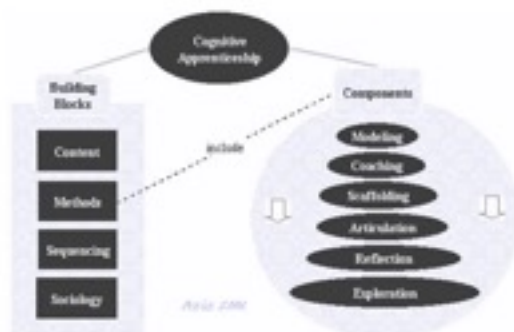 Cognitive
Apprenticeship
Building
Blocks
Components
Content
Methods
Sequencing
Sociology
include
Modeling
Coaching
Scaffolding
Articulation
Reflection
Exploration